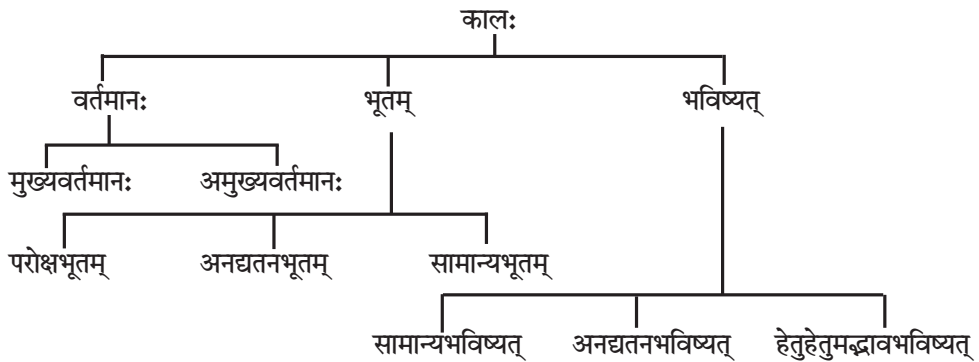 कालः
वर्तमानः भूतम् भविष्यत्
मुख्यवर्तमानः अमुख्यवर्तमानः
परोक्षभूतम् अनद्यतनभूतम् सामान्यभूतम्
सामान्यभविष्यत् अनद्यतनभविष्यत् हेतुहेतुमद्भावभविष्यत्